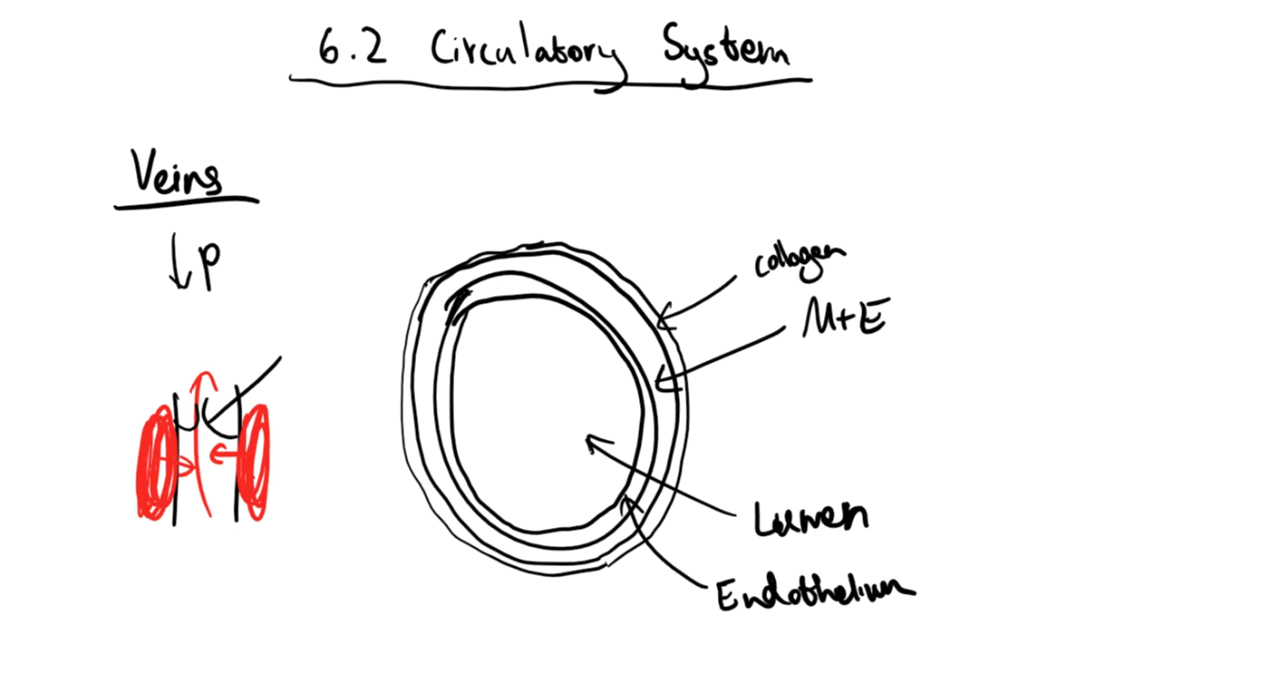 6.2 Circulatory System
Veins
↓P
collagen
M+E
Lumen
Endothelium